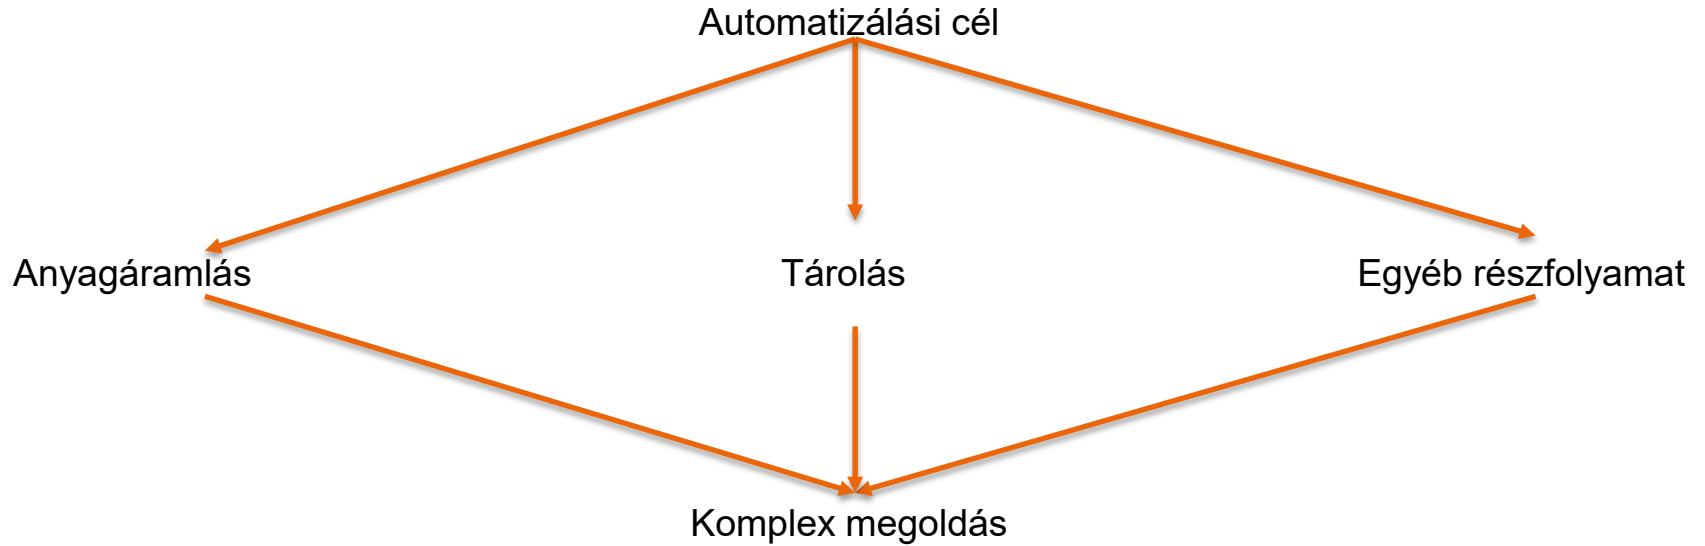 Automatizálási cél
Anyagáramlás
Tárolás
Egyéb részfolyamat
Komplex megoldás